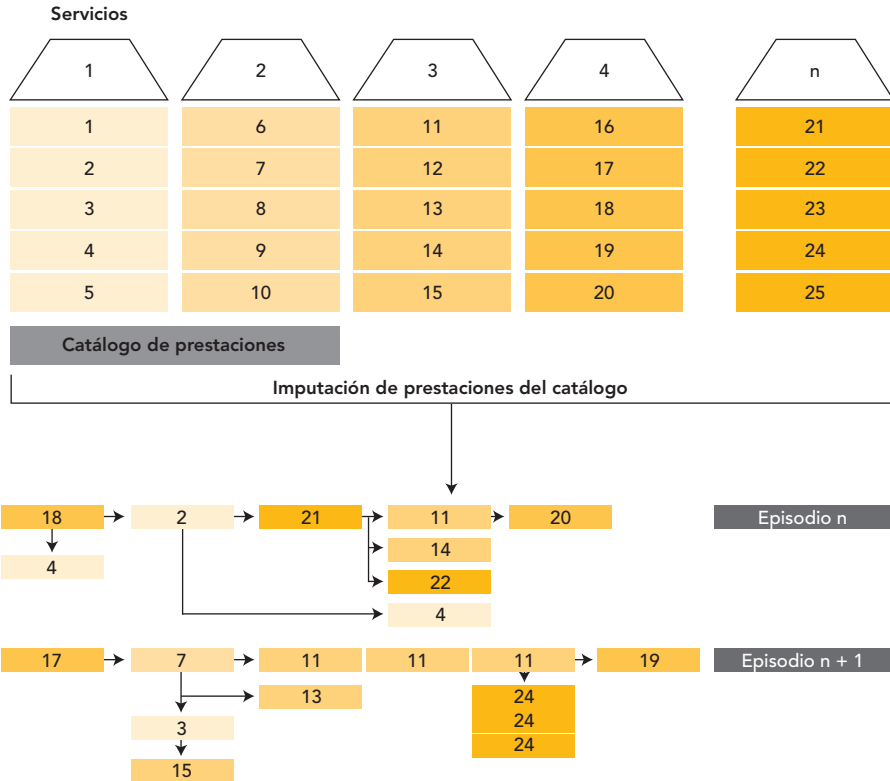 Servicios
1 2 3 4 n
1 6 11 16 21
2 7 12 17 22
3 8 13 18 23
4 9 14 19 24
5 10 15 20 25
Catálogo de prestaciones
Imputación de prestaciones del catálogo
18 2 21 11 20 Episodio n
4 14
22
4
17 7 11 11 11 19 Episodio n + 1
13 24
3 24
24
15